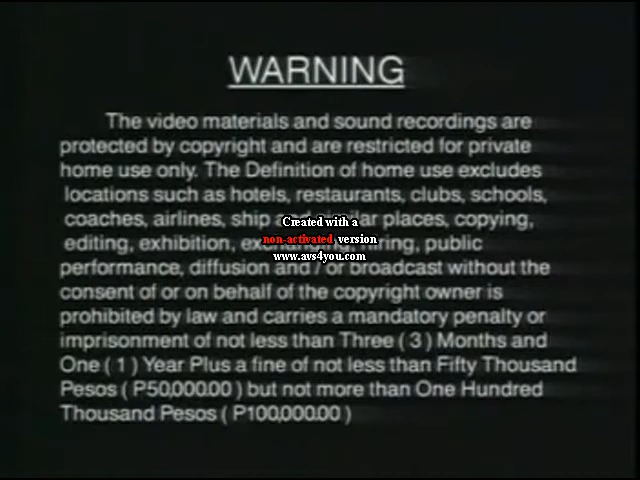 WARNING
The video materials and sound recordings are
protected by copyright and are restricted for private
home use only. The Definition of home use excludes
locations such as hotels, restaurants, clubs, schools,
coaches, airlines, ship places, copying,
Created with a
editing, exhibition, public
non-activated version
www.avs4you.com
performance, diffusion and / or broadcast without the
consent of or on behalf of the copyright owner is
prohibited by law and carries a mandatory penalty or
imprisonment of not less than Three ( 3 ) Months and
One ( 1 ) Year Plus a fine of not less than Fifty Thousand
Pesos ( P50,000.00 ) but not more than One Hundred
Thousand Pesos ( P100,000.00 )